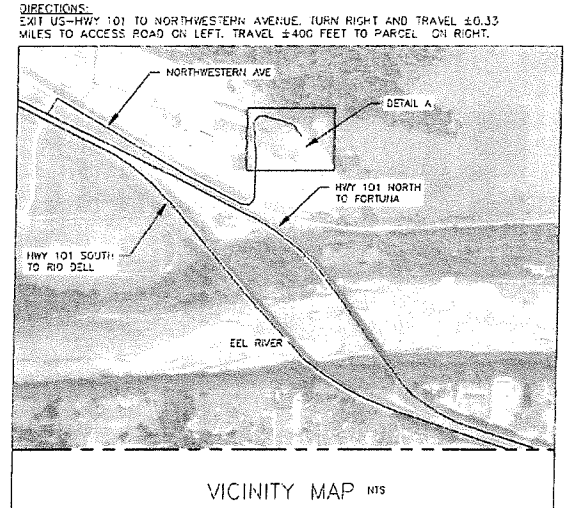 DIRECTIONS:
EXIT US-HWY 101 TO NORTHWESTERN AVENUE. TURN RIGHT AND TRAVEL ±0.33
MILES TO ACCESS ROAD ON LEFT. TRAVEL ±400 FEET TO PARCEL ON RIGHT.
NORTHWESTERN AVE
DETAIL A
HWY 101 NORTH
TO FORTUNA
HWY 101 SOUTH
TO RIO DELL
EEL RIVER
VICINITY MAP NTS